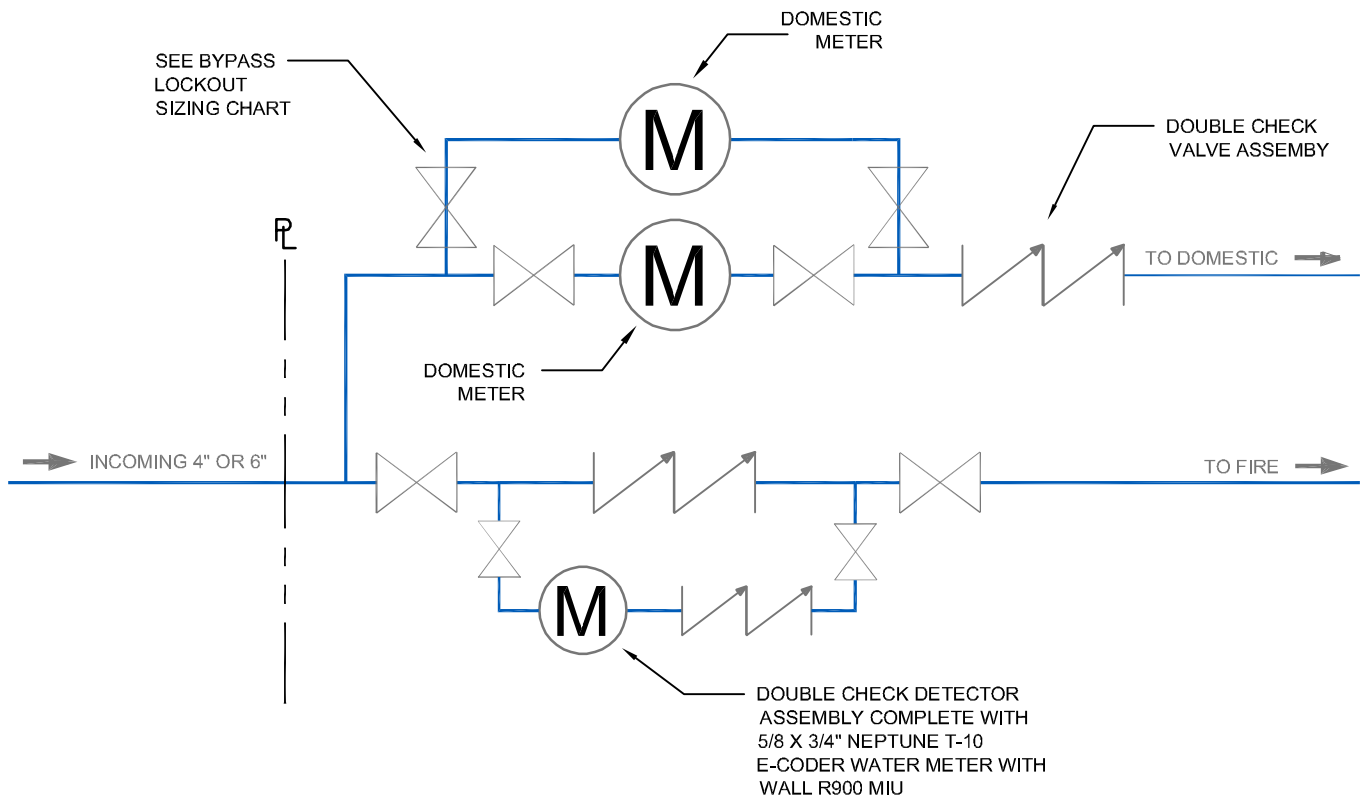 DOMESTIC
METER
SEE BYPASS
LOCKOUT
SIZING CHART
M
DOUBLE CHECK
VALVE ASSEMBY
PL
M
TO DOMESTIC
DOMESTIC
METER
INCOMING 4" OR 6"
TO FIRE
M
DOUBLE CHECK DETECTOR
ASSEMBLY COMPLETE WITH
5/8 X 3/4" NEPTUNE T-10
E-CODER WATER METER WITH
WALL R900 MIU